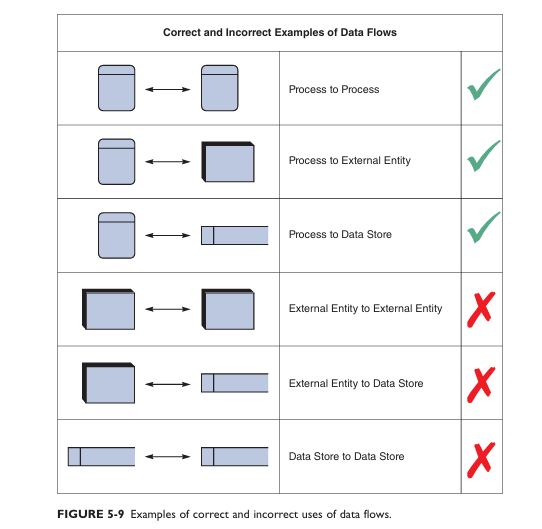 Correct and Incorrect Examples of Data Flows
Process to Process
Process to External Entity
Process to Data Store
External Entity to External Entity
External Entity to Data Store
Data Store to Data Store
FIGURE 5-9 Examples of correct and incorrect uses of data flows.